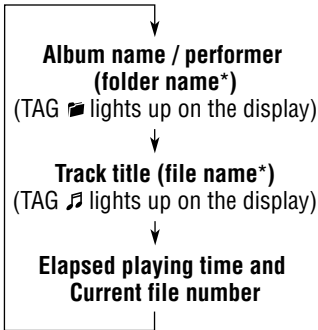 Album name / performer
(folder name*)
(TAG 📁 lights up on the display)
Track title (file name*)
(TAG 🎵 lights up on the display)
Elapsed playing time and
Current file number